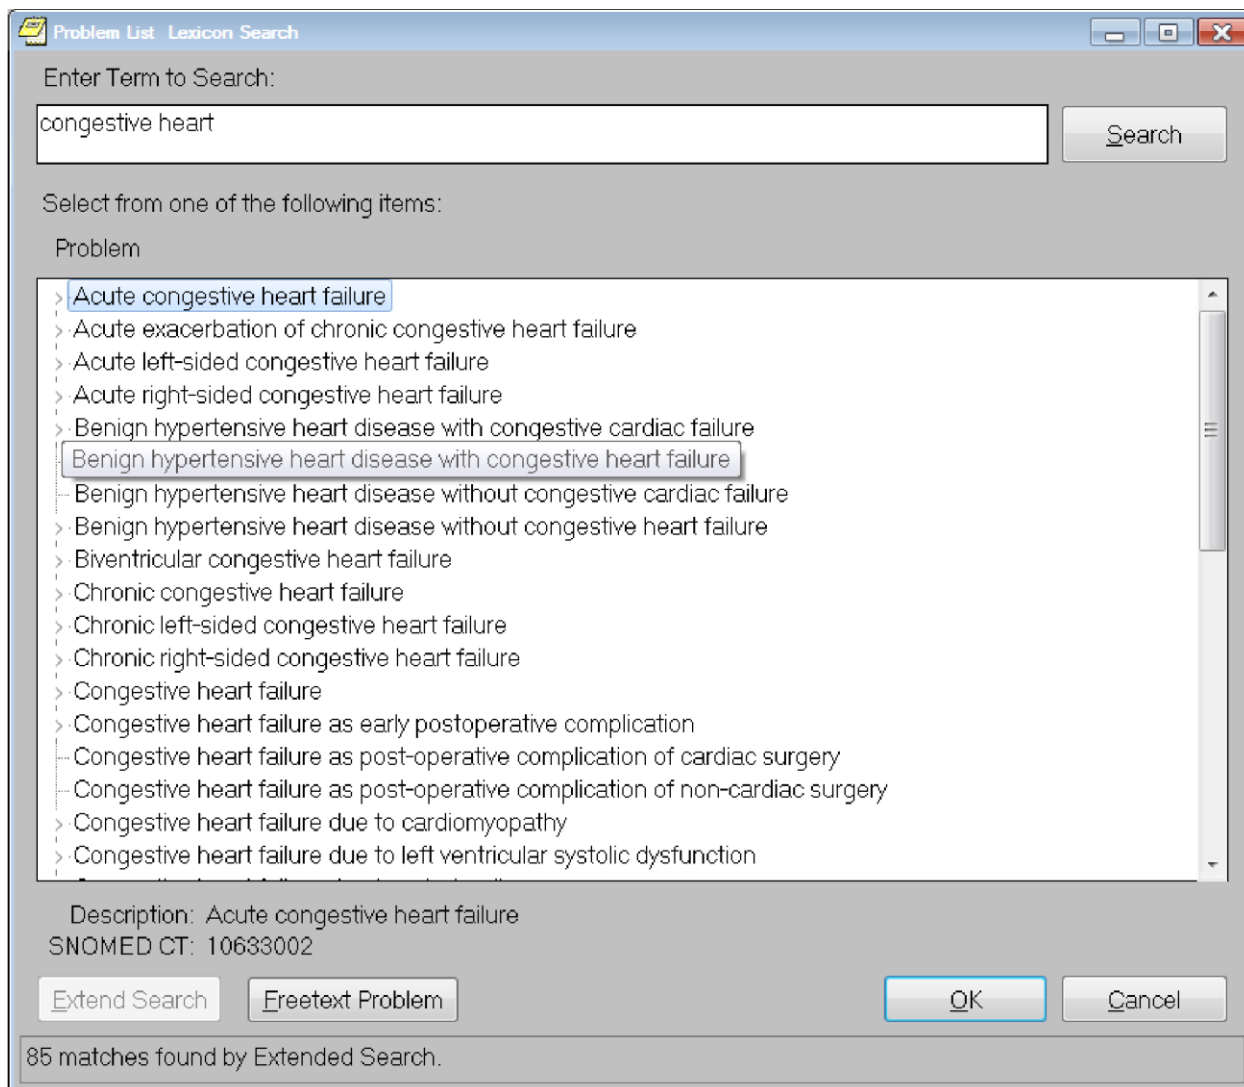 Problem List Lexicon Search
Enter Term to Search:
congestive heart
Search
Select from one of the following items:
Problem
Acute congestive heart failure
Acute exacerbation of chronic congestive heart failure
Acute left-sided congestive heart failure
Acute right-sided congestive heart failure
Benign hypertensive heart disease with congestive cardiac failure
Benign hypertensive heart disease with congestive heart failure
Benign hypertensive heart disease without congestive cardiac failure
Benign hypertensive heart disease without congestive heart failure
Biventricular congestive heart failure
Chronic congestive heart failure
Chronic left-sided congestive heart failure
Chronic right-sided congestive heart failure
Congestive heart failure
Congestive heart failure as early postoperative complication
Congestive heart failure as post-operative complication of cardiac surgery
Congestive heart failure as post-operative complication of non-cardiac surgery
Congestive heart failure due to cardiomyopathy
Congestive heart failure due to left ventricular systolic dysfunction
Description: Acute congestive heart failure
SNOMED CT: 10633002
Extend Search
Freetext Problem
OK
Cancel
85 matches found by Extended Search.